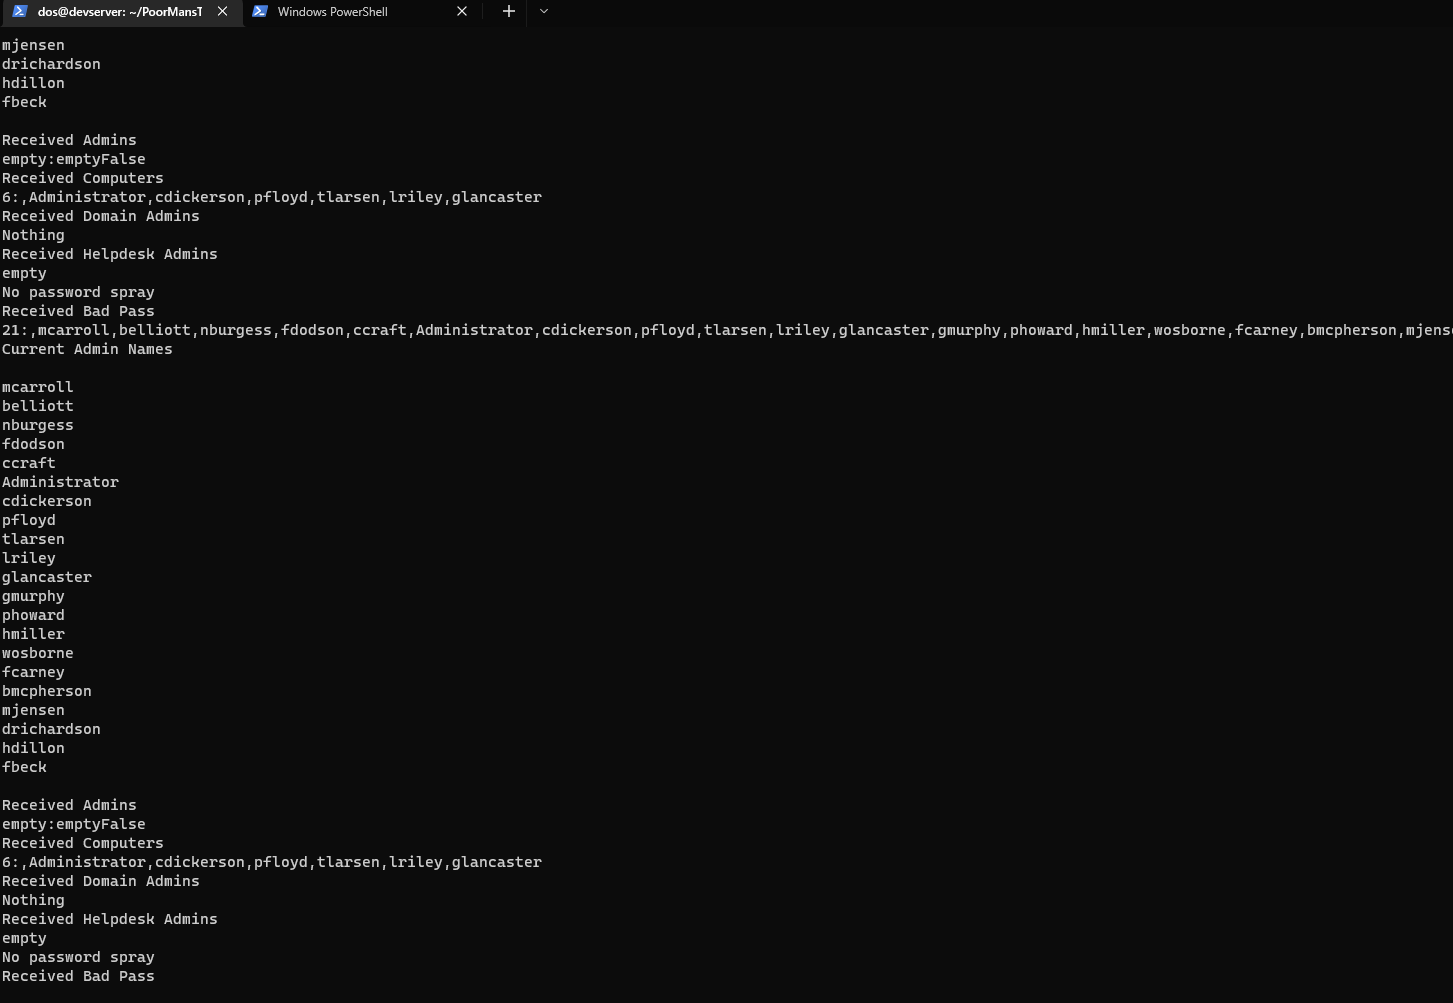 dos@devserver: ~/PoorMansT
Windows PowerShell
mjensen
drichardson
hdillon
fbeck
Received Admins
empty:emptyFalse
Received Computers
6:,Administrator,cdickerson,pfloyd,tlarsen,lriley,glancaster
Received Domain Admins
Nothing
Received Helpdesk Admins
empty
No password spray
Received Bad Pass
21:,mcarroll,belliott,nburgess,fdodson,ccraft,Administrator,cdickerson,pfloyd,tlarsen,lriley,glancaster,gmurphy,phoward,hmiller,wosborne,fcarney,bmcpherson,mjens
Current Admin Names
mcarroll
belliott
nburgess
fdodson
ccraft
Administrator
cdickerson
pfloyd
tlarsen
lriley
glancaster
gmurphy
phoward
hmiller
wosborne
fcarney
bmcpherson
mjensen
drichardson
hdillon
fbeck
Received Admins
empty:emptyFalse
Received Computers
6:,Administrator,cdickerson,pfloyd,tlarsen,lriley,glancaster
Received Domain Admins
Nothing
Received Helpdesk Admins
empty
No password spray
Received Bad Pass